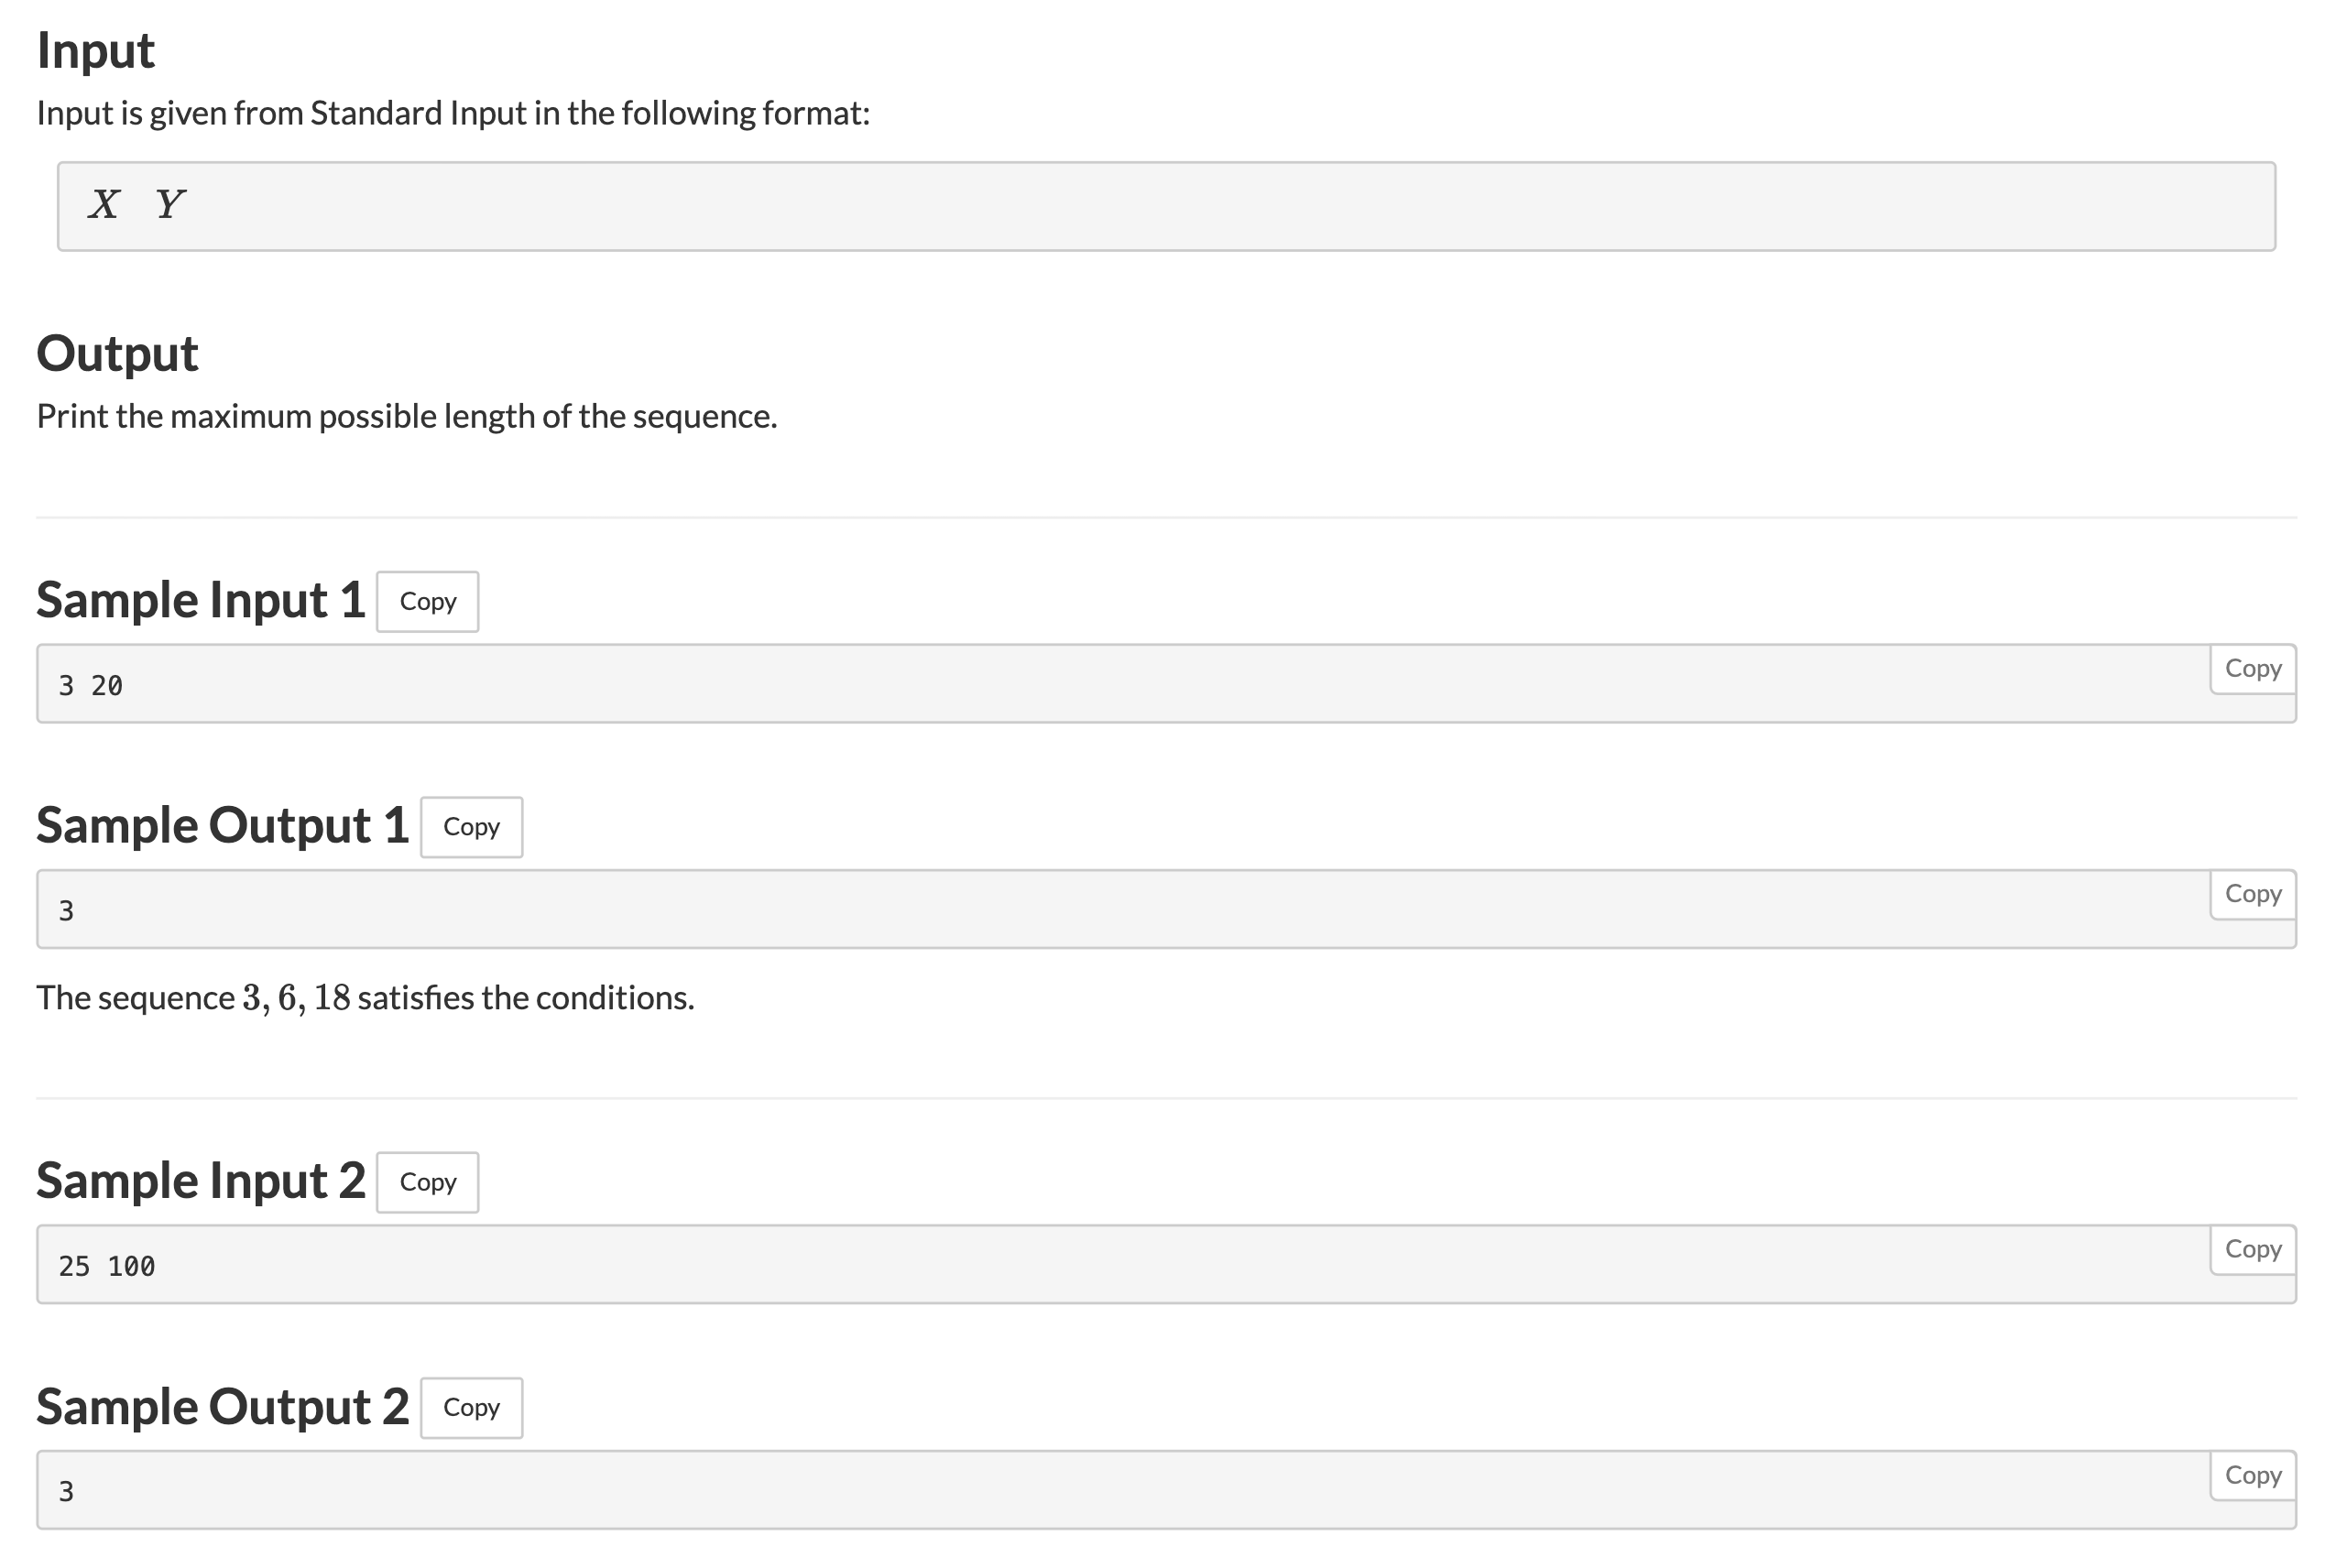 Input
Input is given from Standard Input in the following format:
X Y
Output
Print the maximum possible length of the sequence.
Sample Input 1 Copy
Copy
3 20
Sample Output 1 Copy
Copy
3
The sequence 3, 6, 18 satisfies the conditions.
Sample Input 2 Copy
Copy
25 100
Sample Output 2 Copy
Copy
3